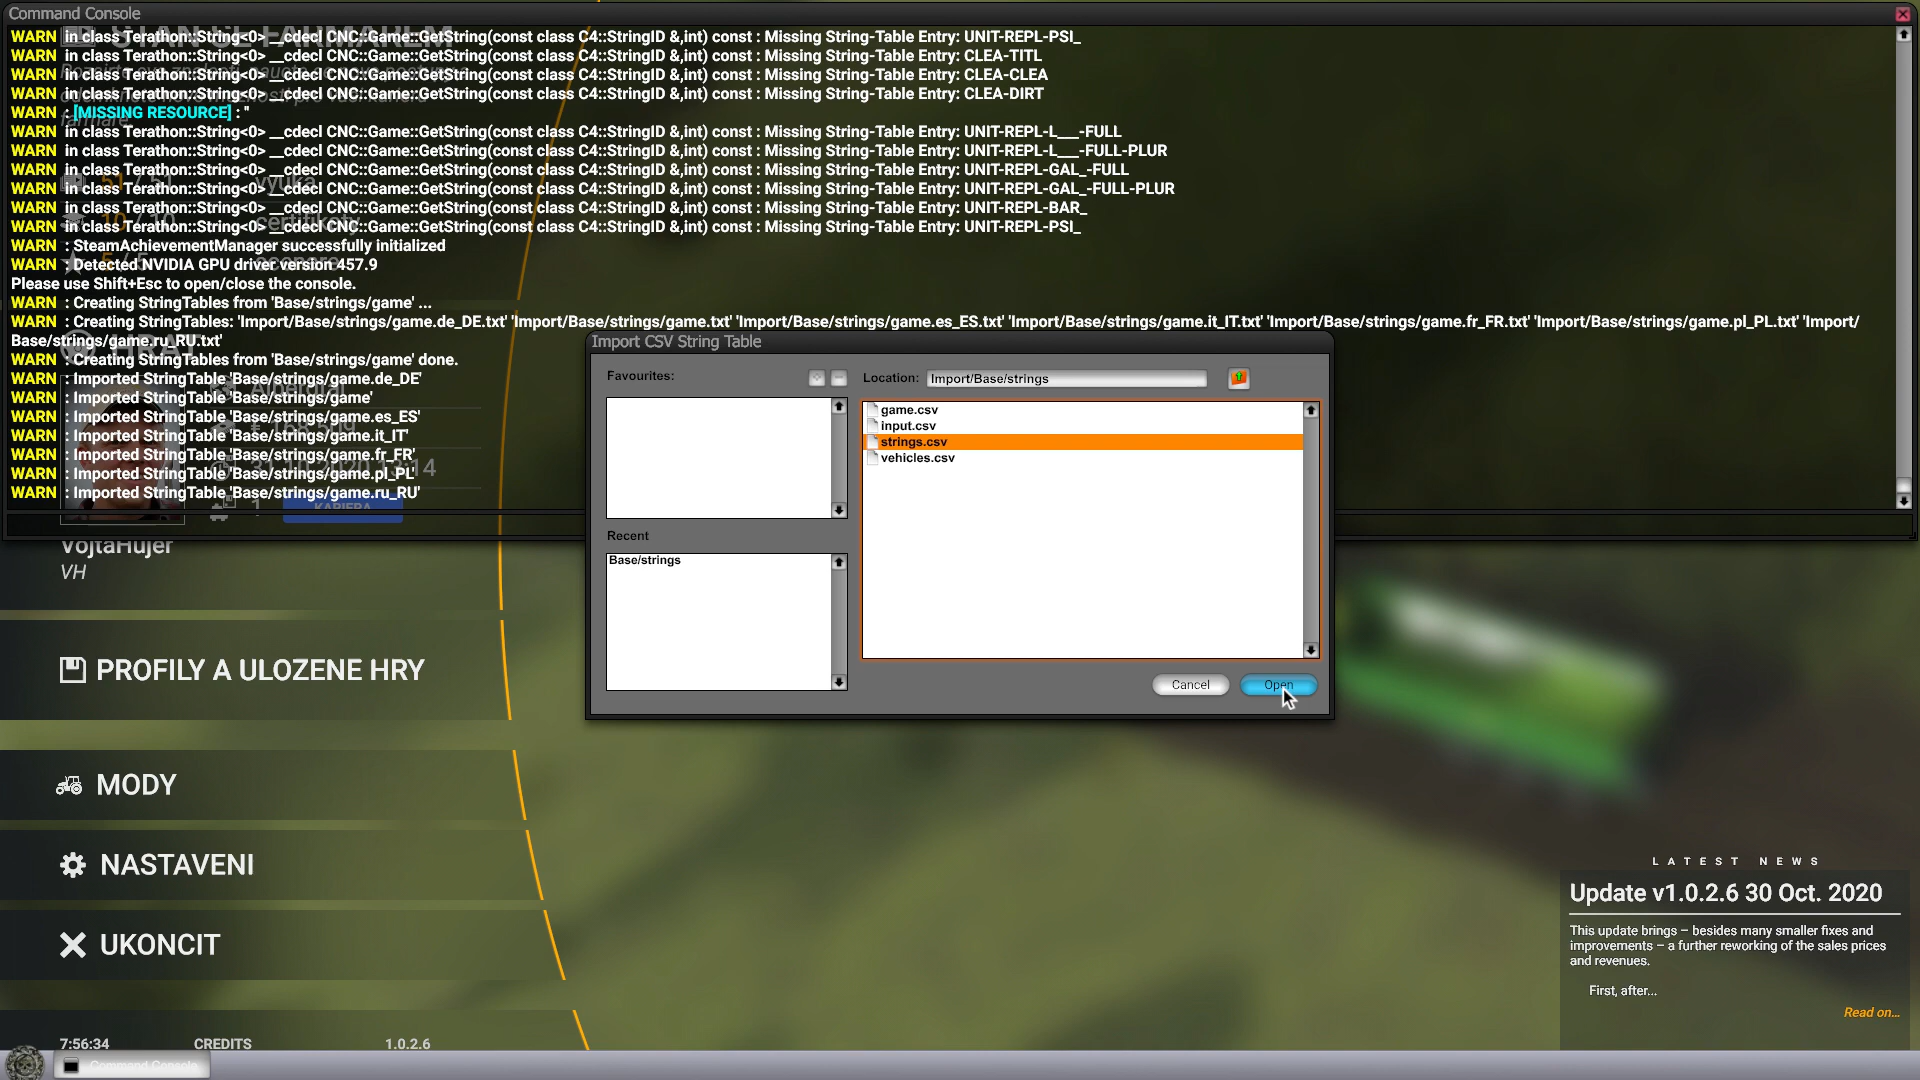 Command Console
WARN in class Terathon::String<0> __cdecl CNC::Game::GetString(const class C4::StringID &,int) const : Missing String-Table Entry: UNIT-REPL-PSI_
WARN in class Terathon::String<0> __cdecl CNC::Game::GetString(const class C4::StringID &,int) const : Missing String-Table Entry: CLEA-TITL
WARN in class Terathon::String<0> __cdecl CNC::Game::GetString(const class C4::StringID &,int) const : Missing String-Table Entry: CLEA-CLEA
WARN in class Terathon::String<0> __cdecl CNC::Game::GetString(const class C4::StringID &,int) const : Missing String-Table Entry: CLEA-DIRT
WARN : [MISSING RESOURCE] : ''
WARN in class Terathon::String<0> __cdecl CNC::Game::GetString(const class C4::StringID &,int) const : Missing String-Table Entry: UNIT-REPL-L___-FULL
WARN in class Terathon::String<0> __cdecl CNC::Game::GetString(const class C4::StringID &,int) const : Missing String-Table Entry: UNIT-REPL-L___-FULL-PLUR
WARN in class Terathon::String<0> __cdecl CNC::Game::GetString(const class C4::StringID &,int) const : Missing String-Table Entry: UNIT-REPL-GAL_-FULL
WARN in class Terathon::String<0> __cdecl CNC::Game::GetString(const class C4::StringID &,int) const : Missing String-Table Entry: UNIT-REPL-GAL_-FULL-PLUR
WARN in class Terathon::String<0> __cdecl CNC::Game::GetString(const class C4::StringID &,int) const : Missing String-Table Entry: UNIT-REPL-BAR_
WARN in class Terathon::String<0> __cdecl CNC::Game::GetString(const class C4::StringID &,int) const : Missing String-Table Entry: UNIT-REPL-PSI_
WARN : SteamAchievementManager successfully initialized
WARN : Detected NVIDIA GPU driver version 457.9
Please use Shift+Esc to open/close the console.
WARN : Creating StringTables from 'Base/strings/game' ...
WARN : Creating StringTables: 'Import/Base/strings/game.de_DE.txt' 'Import/Base/strings/game.txt' 'Import/Base/strings/game.es_ES.txt' 'Import/Base/strings/game.it_IT.txt' 'Import/Base/strings/game.fr_FR.txt' 'Import/Base/strings/game.pl_PL.txt' 'Import/
Base/strings/game.ru_RU.txt'
WARN : Creating StringTables from 'Base/strings/game' done.
WARN : Imported StringTable 'Base/strings/game.de_DE'
WARN : Imported StringTable 'Base/strings/game'
WARN : Imported StringTable 'Base/strings/game.es_ES'
WARN : Imported StringTable 'Base/strings/game.it_IT'
WARN : Imported StringTable 'Base/strings/game.fr_FR'
WARN : Imported StringTable 'Base/strings/game.pl_PL'
WARN : Imported StringTable 'Base/strings/game.ru_RU'
Import CSV String Table
Favourites:
Location: Import/Base/strings
game.csv
input.csv
strings.csv
vehicles.csv
Recent
Base/strings
Cancel
Open
KARIERA
VojtaHujer
VH
PROFILY A ULOZENE HRY
MODY
NASTAVENI
UKONCIT
7:56:34 CREDITS 1.0.2.6
LATEST NEWS
Update v1.0.2.6 30 Oct. 2020
This update brings – besides many smaller fixes and
improvements – a further reworking of the sales prices
and revenues.
First, after...
Read on...
Command Console